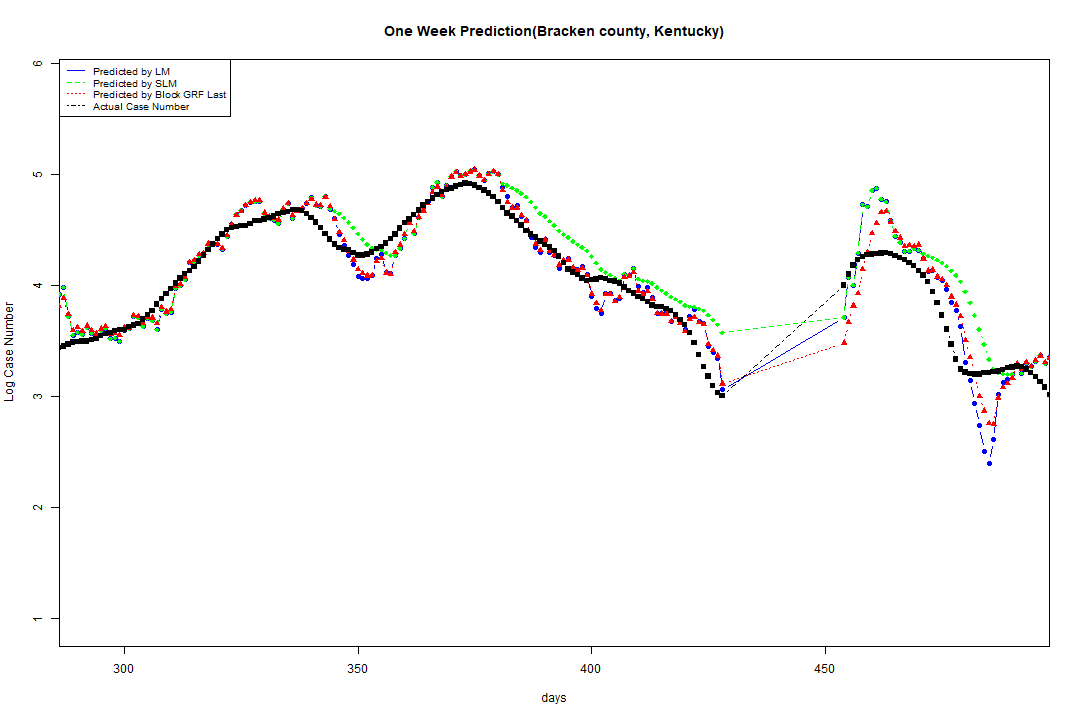 One Week Prediction(Bracken county, Kentucky)
Predicted by LM
Predicted by SLM
Predicted by Block GRF Last
Actual Case Number
Log Case Number
6
5
4
3
2
1
300
350
400
450
days